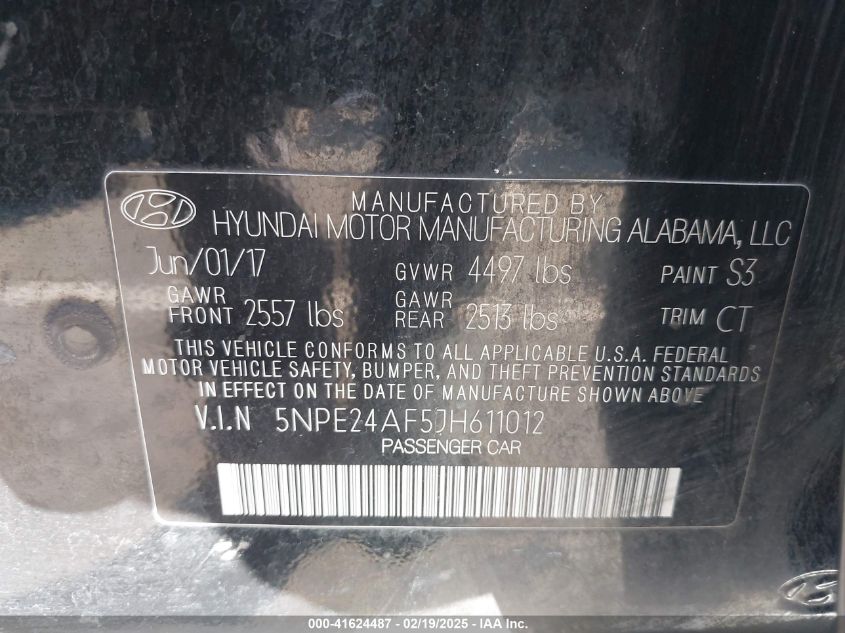 MANUFACTURED BY
HYUNDAI MOTOR MANUFACTURING ALABAMA, LLC
Jun/01/17 GVWR 4497 lbs PAINT S3
GAWR FRONT 2557 lbs GAWR REAR 2513 lbs TRIM CT
THIS VEHICLE CONFORMS TO ALL APPLICABLE U.S.A. FEDERAL
MOTOR VEHICLE SAFETY, BUMPER, AND THEFT PREVENTION STANDARDS
IN EFFECT ON THE DATE OF MANUFACTURE SHOWN ABOVE
V.I.N 5NPE24AF5JH611012
PASSENGER CAR
000-41624487 - 02/19/2025 - IAAI.com